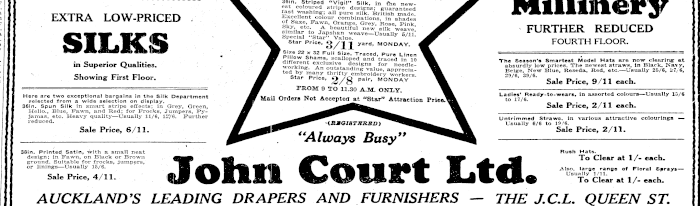 EXTRA LOW-PRICED
SILKS
in Superior Qualities.
Showing First Floor.
Here are two exceptional bargains in the Silk Department
selected from a wide selection on display.
36in. Spun Silk in smart stripe effects: in Grey, Green,
Helio, Blue, Fawn, and Red; for Frocks, Jumpers, Py-
jamas, etc. Heavy quality—Usually 11/6, 12/6. Further
reduced.
Sale Price, 6/11.
38in. Printed Satin, with a small neat
design; in Fawn, on Black or Brown
ground. Suitable for frocks, jumpers,
or linings—Usually
Sale Price, 4/11.
36in. Striped "Vigil" Silk, in the new-
est coloured stripe designs; guaranteed
fast washing. All pure silk. British made.
Excellent colour combinations, in shades
of Saxe, Fawn, Orange, Grey, Rose, Pink,
Sky, etc. A beautiful new silk weave,
similar to Japshan weave—Usually
Special "Star" Value.
Star Price, 3/11 yard, MONDAY.
Size 22 x 32 Full Size. Traced, Pure Linen
Pillow Shams, scalloped and traced in 16
different exclusive designs for needle-
working. An outstanding value, apprecia-
ted by many thrifty embroidery workers.
Star Price, 2/8 pair, MONDAY
FROM 9 TO 11.30 A.M. ONLY.
Mail Orders Not Accepted at "Star" Attraction Price.
(REGISTERED)
"Always Busy"
Millinery
FURTHER REDUCED
FOURTH FLOOR.
The Season's Smartest Model Hats are now clearing at
absurdly low prices. The newest straws, in Black, Navy,
Beige, New Blue, Reseda, Red, etc.—Usually 25/6, 27/6,
29/6, 39/6.
Sale Price, 9/11 each.
Ladies' Ready-to-wears, in assorted colours—Usually 15/6
to 17/6.
Sale Price, 2/11 each.
Untrimmed Straws, in various attractive colourings —
Usually 8/6 to 19/6.
Sale Price, 2/11.
Rush Hats.
To Clear at 1/- each.
Also, large range of Floral Sprays—
Usually
To Clear at 1/- each.
John Court Ltd.
AUCKLAND'S LEADING DRAPERS AND FURNISHERS — THE J.C.L. QUEEN ST.